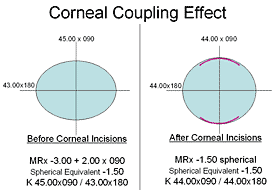 Corneal Coupling Effect
45.00 x 090
44.00 x 090
43.00x180
44.00x180
Before Corneal Incisions
After Corneal Incisions
MRx -3.00 + 2.00 x 090
Spherical Equivalent -1.50
K 45.00x090 / 43.00x180
MRx -1.50 spherical
Spherical Equivalent -1.50
K 44.00x090 / 44.00x180